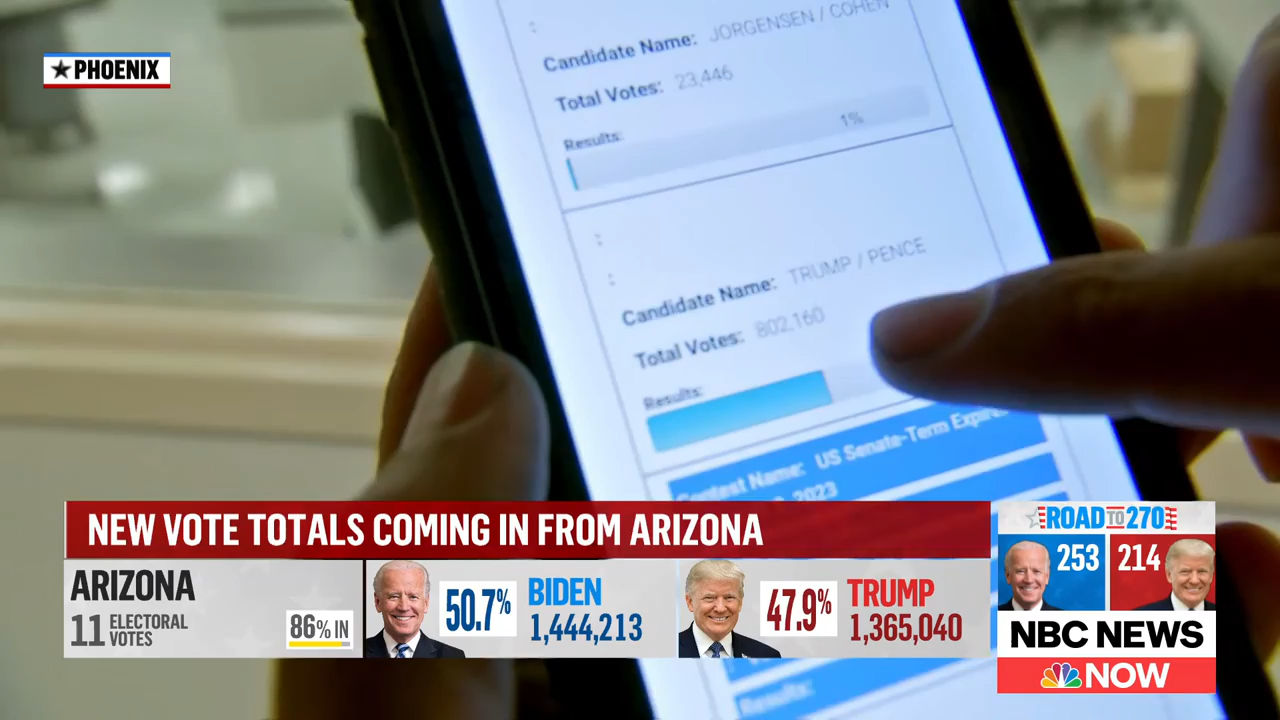 ★ PHOENIX
Candidate Name: JORGENSEN / COHEN
Total Votes: 23,446
Results:
1%
Candidate Name: TRUMP / PENCE
Total Votes: 802,160
Results:
Contest Name: US Senate-Term Expires
2023
Results:
NEW VOTE TOTALS COMING IN FROM ARIZONA
ARIZONA
11 ELECTORAL VOTES
86% IN
50.7%
BIDEN
1,444,213
47.9%
TRUMP
1,365,040
ROAD TO 270
253
214
NBC NEWS
NOW